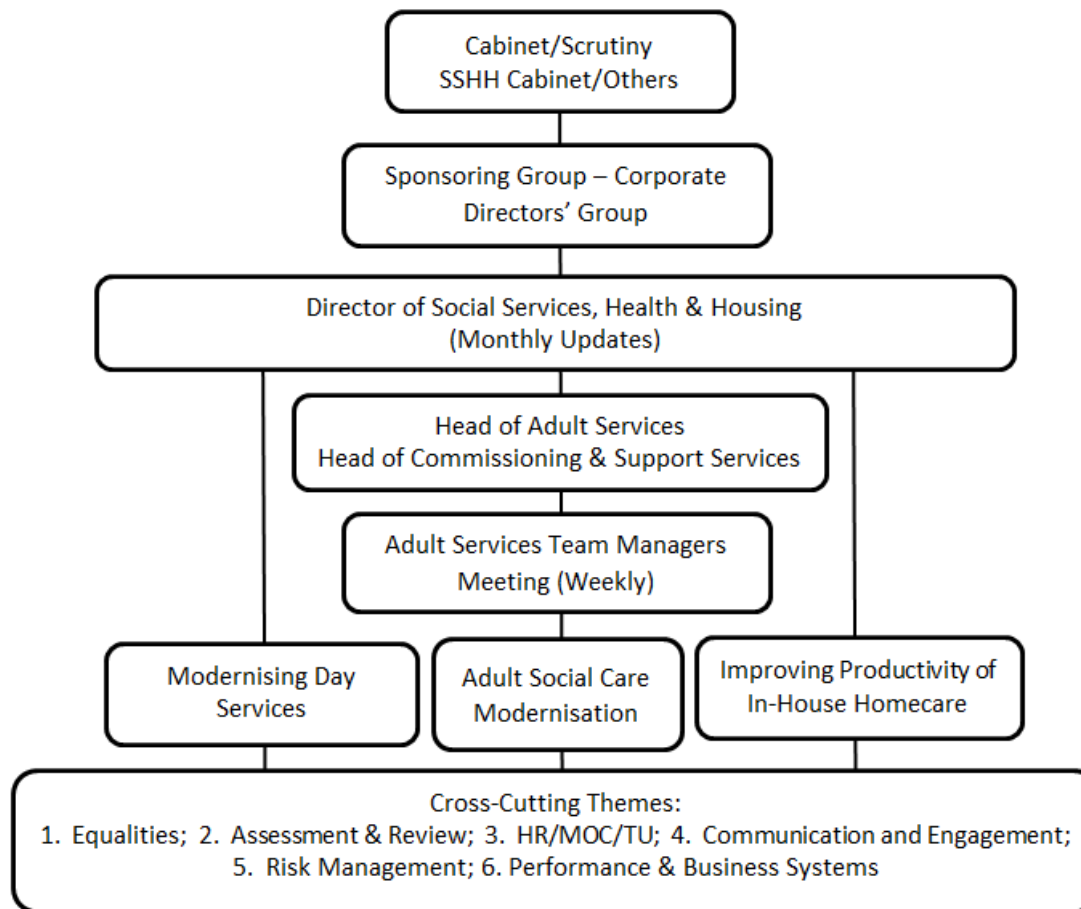 Cabinet/Scrutiny
SSHH Cabinet/Others
Sponsoring Group – Corporate
Directors' Group
Director of Social Services, Health & Housing
(Monthly Updates)
Head of Adult Services
Head of Commissioning & Support Services
Adult Services Team Managers
Meeting (Weekly)
Modernising Day
Services
Adult Social Care
Modernisation
Improving Productivity of
In-House Homecare
Cross-Cutting Themes:
1. Equalities; 2. Assessment & Review; 3. HR/MOC/TU; 4. Communication and Engagement;
5. Risk Management; 6. Performance & Business Systems